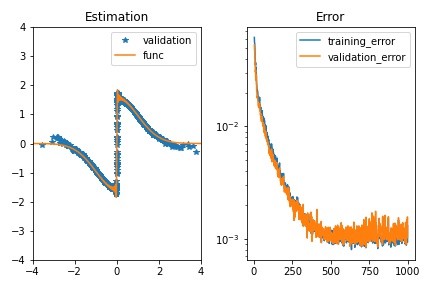 Estimation
validation
func
4
3
2
1
0
−1
−2
−3
−4
−4 −2 0 2 4
Error
training_error
validation_error
10⁻²
10⁻³
0 250 500 750 1000